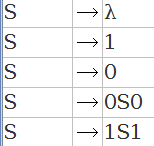 S → λ
S → 1
S → 0
S → 0S0
S → 1S1